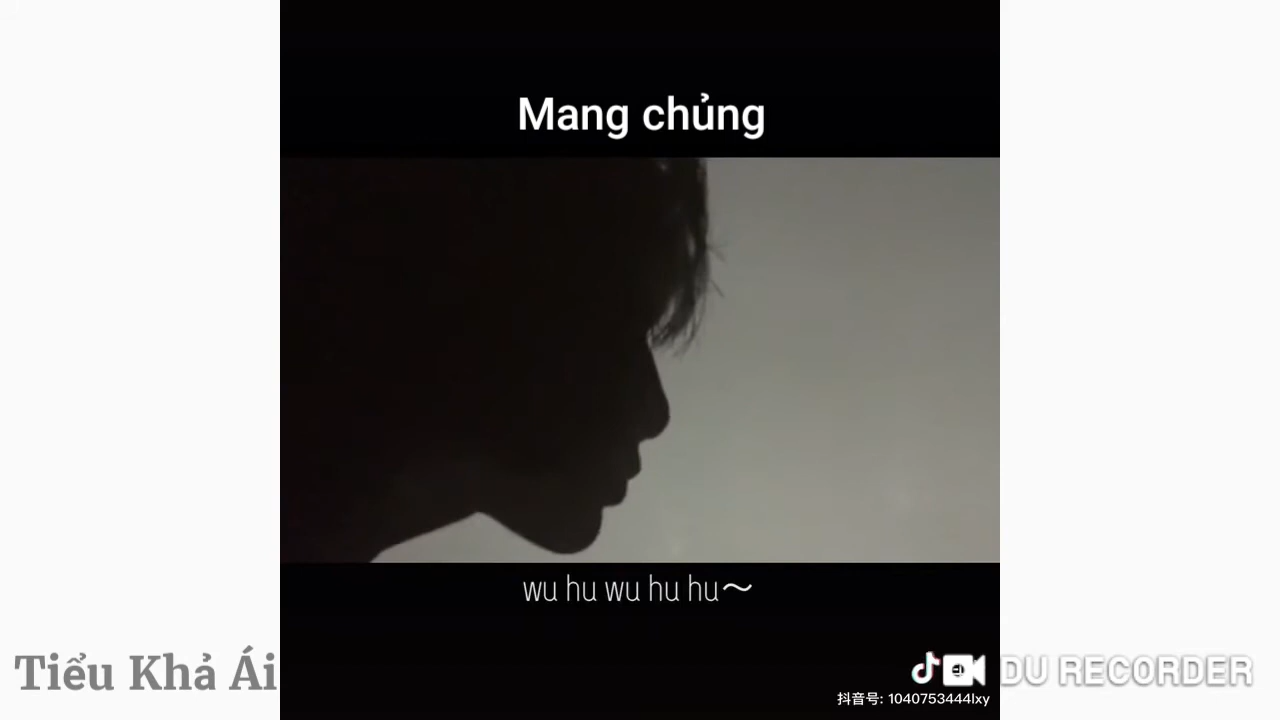 Mang chủng
wu hu wu hu hu～
Tiểu Khả Ái
DU RECORDER
抖音号: 1040753444lxy